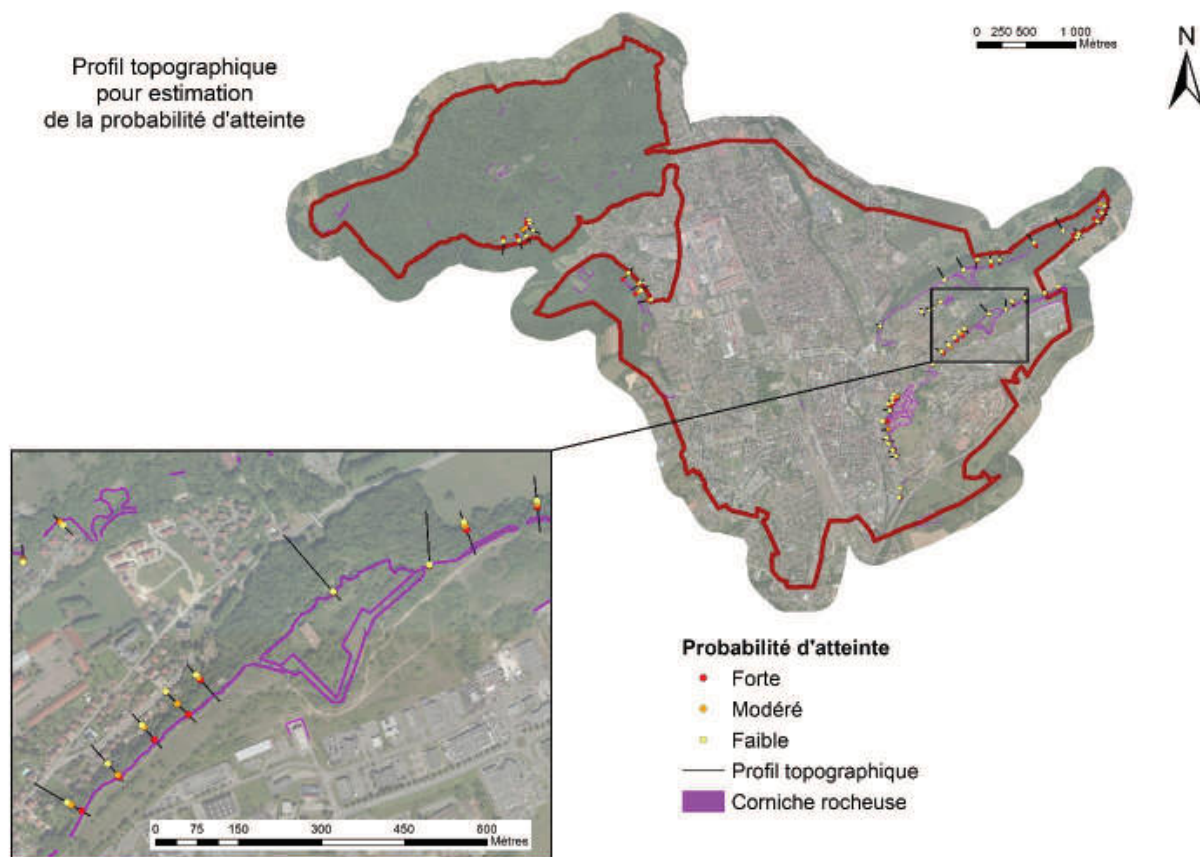 Profil topographique
pour estimation
de la probabilité d'atteinte
0 250 500 1 000
Mètres
N
Probabilité d'atteinte
Forte
Modéré
Faible
Profil topographique
Corniche rocheuse
0 75 150 300 450 600
Mètres